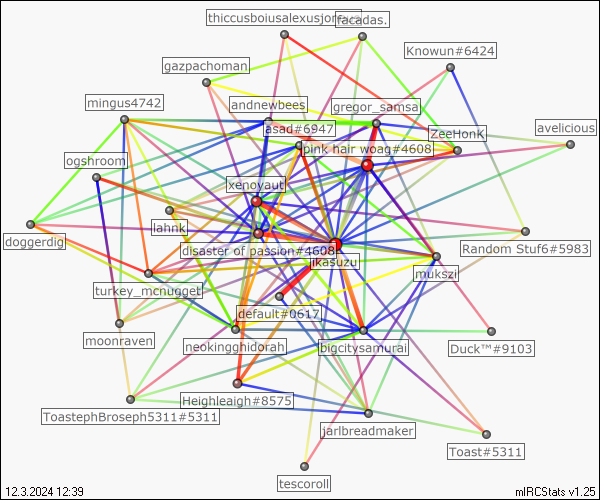 thiccusboiusalexusjor
facadas.
Knowun#6424
gazpachoman
mingus4742
andnewbees
gregor_samsa
asad#6947
ZeeHonK
avelicious
pink hair woag#4608
ogshroom
xenoyaut
lahnk
doggerdig
disaster of passion#4608
Random Stuf6#5983
ikasuzu
mukszi
turkey_mcnugget
default#0617
moonraven
neokingghidorah
bigcitysamurai
Duck™#9103
Heighleaigh#8575
ToastephBroseph5311#5311
jarlbreadmaker
Toast#5311
tescoroll
12.3.2024 12:39
mIRCStats v1.25